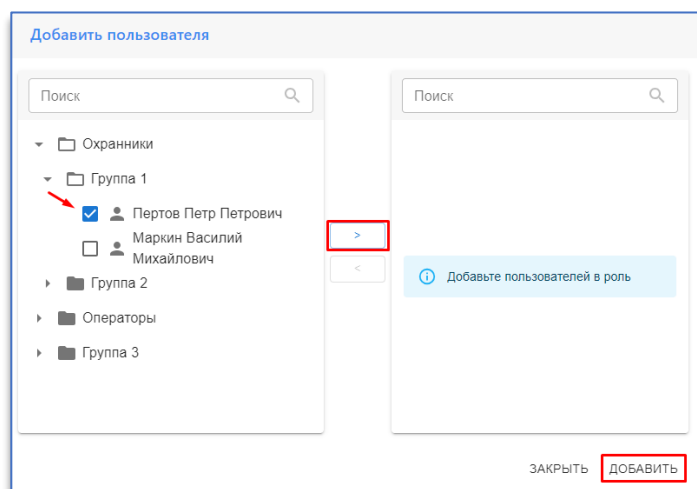 Добавить пользователя
Поиск
Охранники
Группа 1
Пертов Петр Петрович
Маркин Василий
Михайлович
Группа 2
Операторы
Группа 3
>
<
Поиск
Добавьте пользователей в роль
ЗАКРЫТЬ
ДОБАВИТЬ